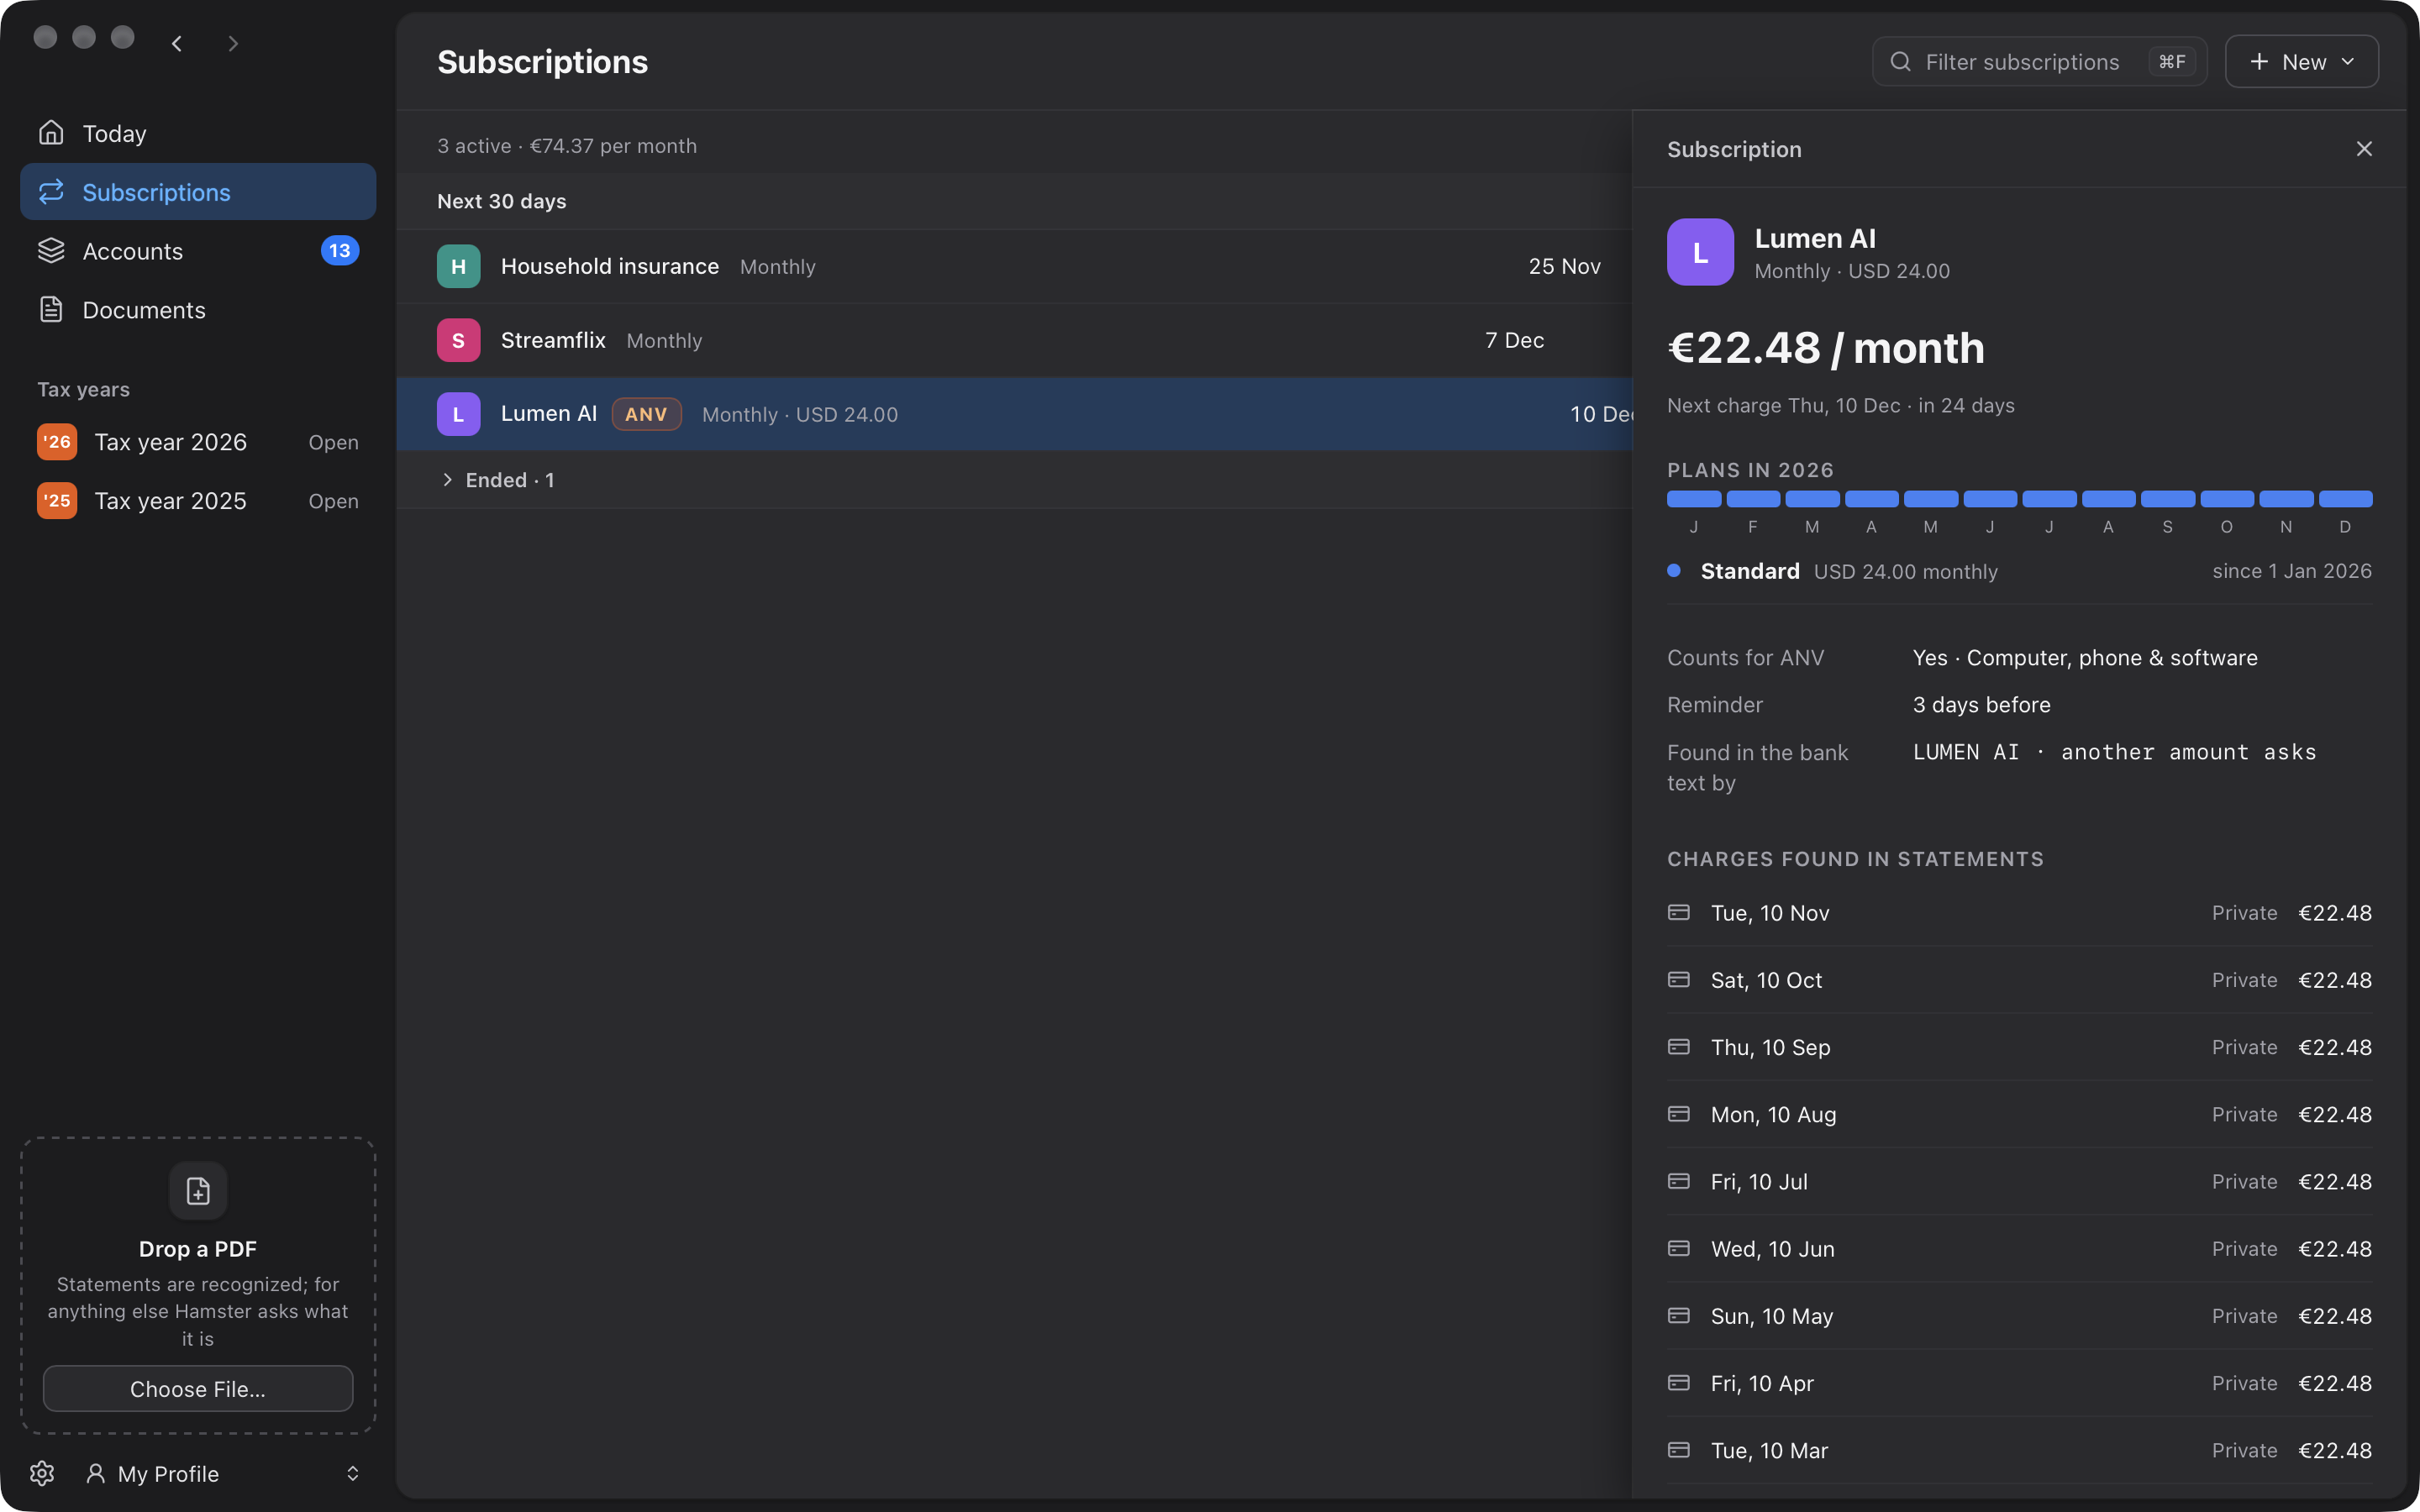 Today
Subscriptions
Accounts 13
Documents
Tax years
'26 Tax year 2026 Open
'25 Tax year 2025 Open
Drop a PDF
Statements are recognized; for
anything else Hamster asks what
it is
Choose File...
My Profile
Subscriptions
Filter subscriptions ⌘F
New
3 active · €74.37 per month
Next 30 days
H Household insurance Monthly 25 Nov
S Streamflix Monthly 7 Dec
L Lumen AI ANV Monthly · USD 24.00 10 Dec
Ended · 1
Subscription
L Lumen AI
Monthly · USD 24.00
€22.48 / month
Next charge Thu, 10 Dec · in 24 days
PLANS IN 2026
J F M A M J J A S O N D
Standard USD 24.00 monthly since 1 Jan 2026
Counts for ANV Yes · Computer, phone & software
Reminder 3 days before
Found in the bank LUMEN AI · another amount asks
text by
CHARGES FOUND IN STATEMENTS
Tue, 10 Nov Private €22.48
Sat, 10 Oct Private €22.48
Thu, 10 Sep Private €22.48
Mon, 10 Aug Private €22.48
Fri, 10 Jul Private €22.48
Wed, 10 Jun Private €22.48
Sun, 10 May Private €22.48
Fri, 10 Apr Private €22.48
Tue, 10 Mar Private €22.48